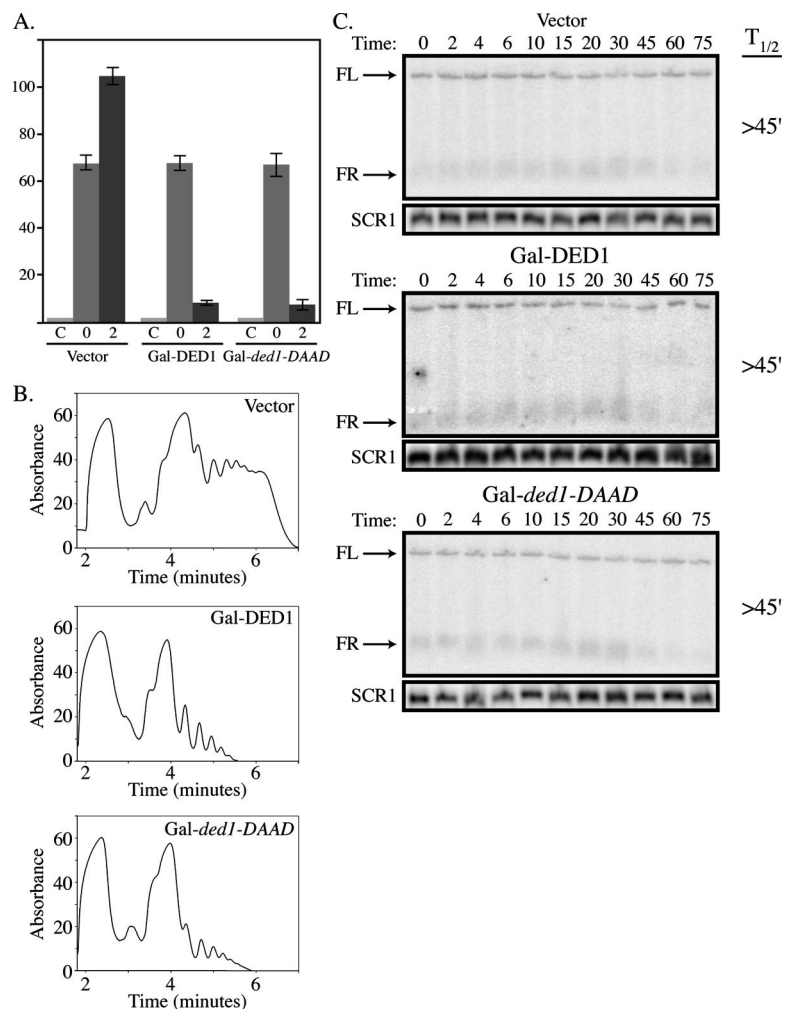 A.
100
80
60
40
20
C 0 2 C 0 2 C 0 2
Vector Gal-DED1 Gal-ded1-DAAD
B.
Vector
Absorbance
60
40
20
0
2 4 6
Time (minutes)
Gal-DED1
Absorbance
60
40
20
0
2 4 6
Time (minutes)
Gal-ded1-DAAD
Absorbance
60
40
20
0
2 4 6
Time (minutes)
C.
Vector
Time: 0 2 4 6 10 15 20 30 45 60 75
T1/2
FL
FR
>45'
SCR1
Gal-DED1
Time: 0 2 4 6 10 15 20 30 45 60 75
FL
FR
>45'
SCR1
Gal-ded1-DAAD
Time: 0 2 4 6 10 15 20 30 45 60 75
FL
FR
>45'
SCR1